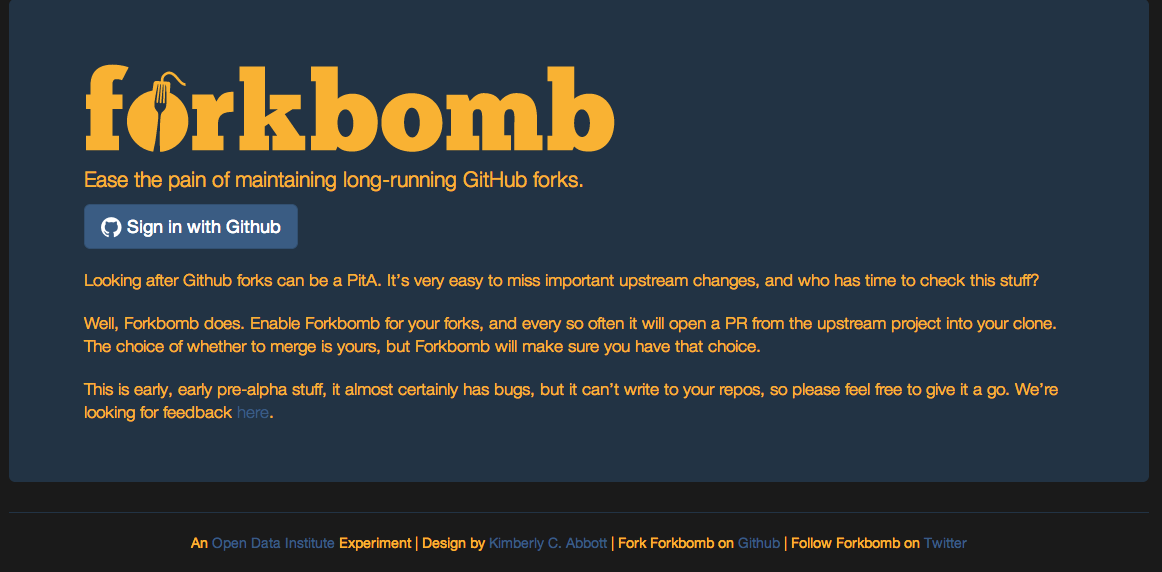 forkbomb
Ease the pain of maintaining long-running GitHub forks.
Sign in with Github
Looking after Github forks can be a PitA. It's very easy to miss important upstream changes, and who has time to check this stuff?
Well, Forkbomb does. Enable Forkbomb for your forks, and every so often it will open a PR from the upstream project into your clone.
The choice of whether to merge is yours, but Forkbomb will make sure you have that choice.
This is early, early pre-alpha stuff, it almost certainly has bugs, but it can't write to your repos, so please feel free to give it a go. We're
looking for feedback here.
An Open Data Institute Experiment | Design by Kimberly C. Abbott | Fork Forkbomb on Github | Follow Forkbomb on Twitter